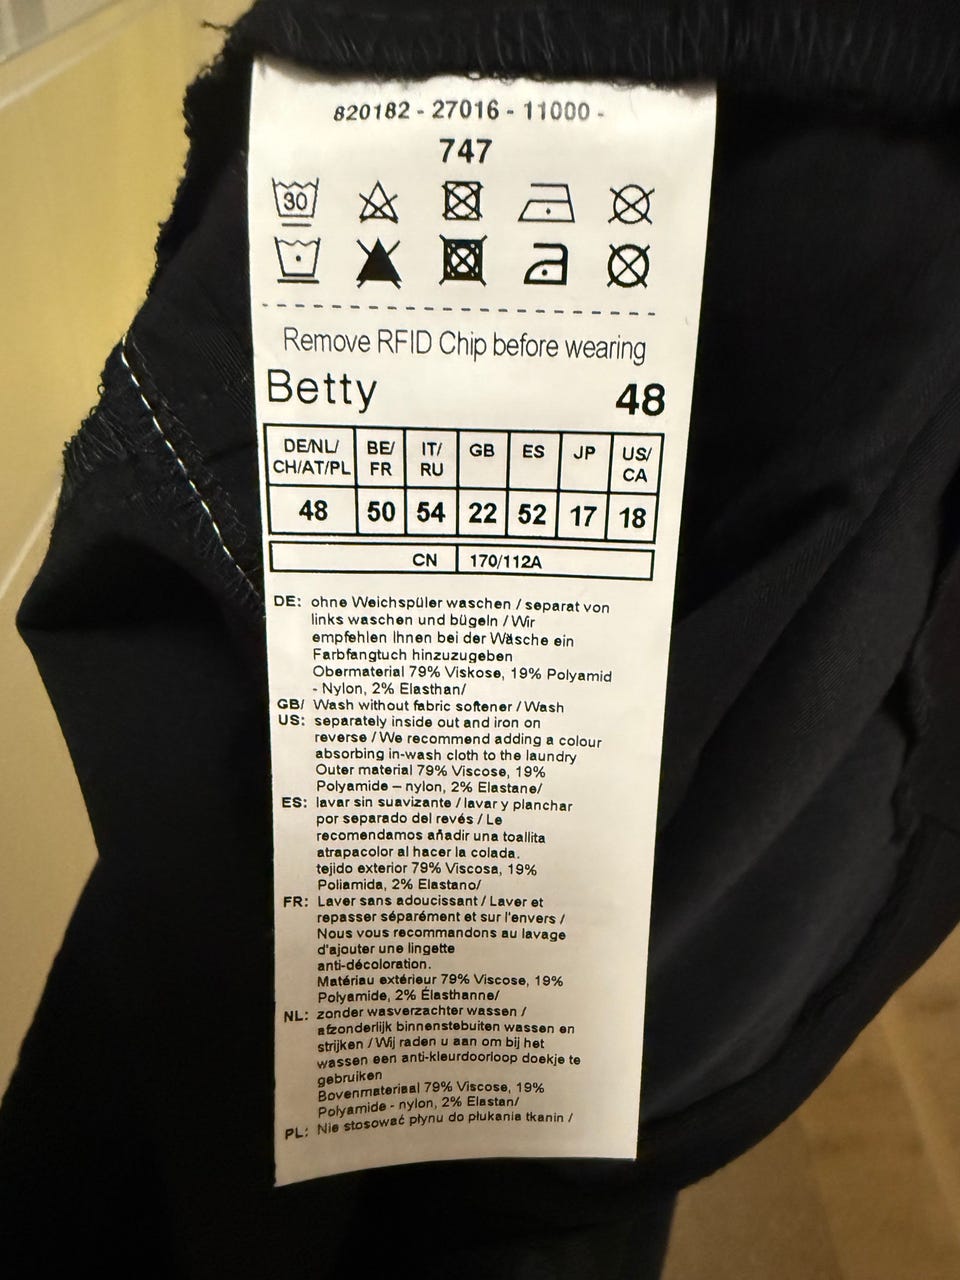 820182 - 27016 - 11000 -
747
30
Remove RFID Chip before wearing
Betty 48
DE/NL/ CH/AT/PL BE/ FR IT/ RU GB ES JP US/ CA
48 50 54 22 52 17 18
CN 170/112A
DE: ohne Weichspüler waschen / separat von
links waschen und bügeln / Wir
empfehlen Ihnen bei der Wäsche ein
Farbfangtuch hinzuzugeben
Obermaterial 79% Viskose, 19% Polyamid
- Nylon, 2% Elasthan/
GB/ Wash without fabric softener / Wash
US: separately inside out and iron on
reverse / We recommend adding a colour
absorbing in-wash cloth to the laundry
Outer material 79% Viscose, 19%
Polyamide – nylon, 2% Elastane/
ES: lavar sin suavizante / lavar y planchar
por separado del revés / Le
recomendamos añadir una toallita
atrapacolor al hacer la colada.
tejido exterior 79% Viscosa, 19%
Poliamida, 2% Elastano/
FR: Laver sans adoucissant / Laver et
repasser séparément et sur l'envers /
Nous vous recommandons au lavage
d'ajouter une lingette
anti-décoloration.
Matériau extérieur 79% Viscose, 19%
Polyamide, 2% Élasthanne/
NL: zonder wasverzachter wassen /
afzonderlijk binnenstebuiten wassen en
strijken / Wij raden u aan om bij het
wassen een anti-kleurdoorloop doekje te
gebruiken
Bovenmateriaal 79% Viscose, 19%
Polyamide - nylon, 2% Elastan/
PL: Nie stosować płynu do płukania tkanin /